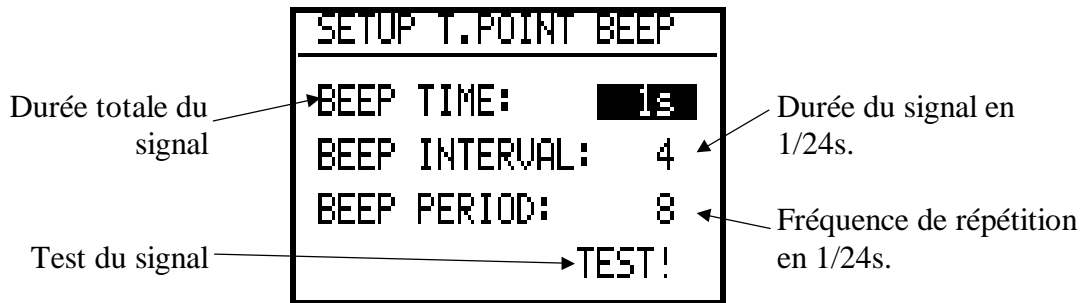 SETUP T.POINT BEEP
Durée totale du
signal
BEEP TIME: 1s
BEEP INTERVAL: 4
BEEP PERIOD: 8
TEST!
Durée du signal en
1/24s.
Fréquence de répétition
en 1/24s.
Test du signal